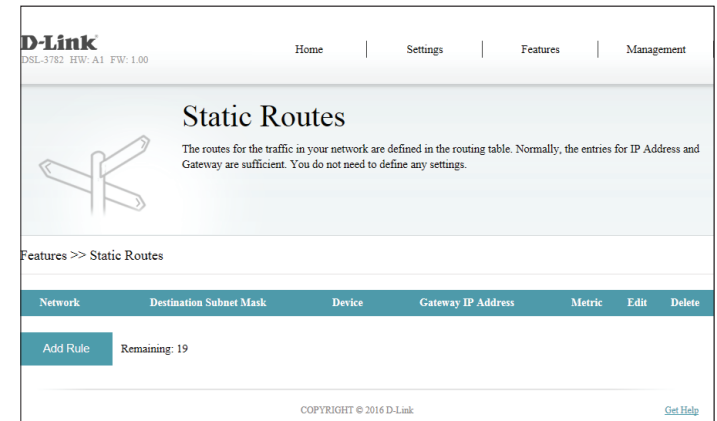 D-Link
DSL-3782 HW: A1 FW: 1.00
Home Settings Features Management
Static Routes
The routes for the traffic in your network are defined in the routing table. Normally, the entries for IP Address and
Gateway are sufficient. You do not need to define any settings.
Features >> Static Routes
Network Destination Subnet Mask Device Gateway IP Address Metric Edit Delete
Add Rule Remaining: 19
COPYRIGHT © 2016 D-Link Get Help